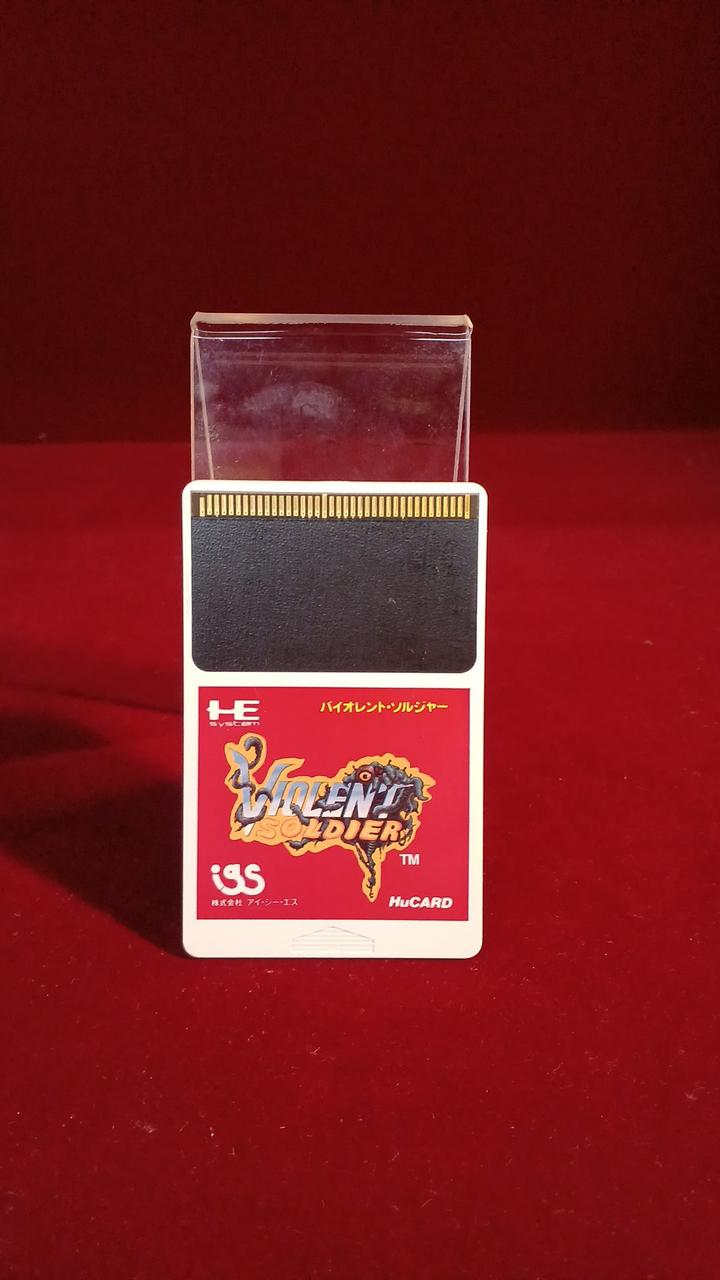 HE
system
バイオレント・ソルジャー
VIOLENT
SOLDIER
TM
igs
株式会社 アイ・シー・エス
HuCARD